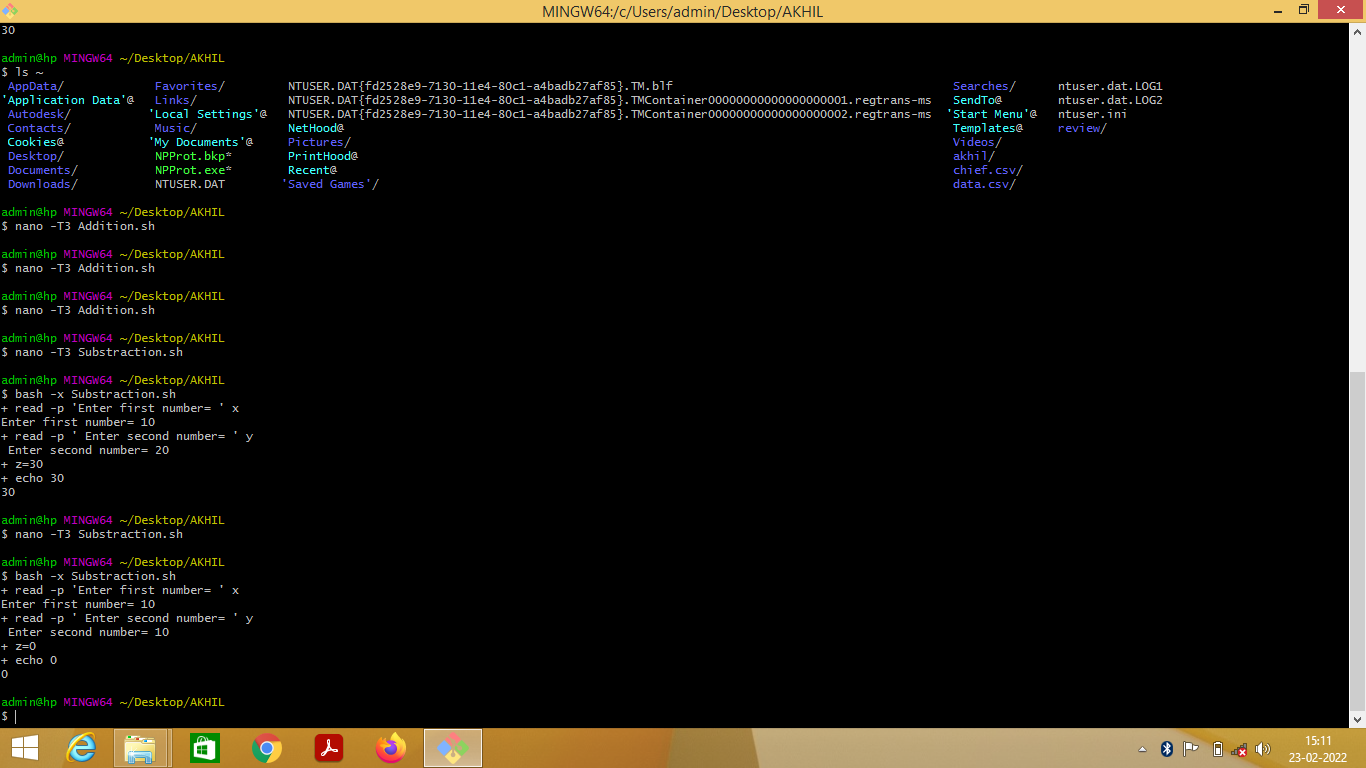 MINGW64:/c/Users/admin/Desktop/AKHIL
30
admin@hp MINGW64 ~/Desktop/AKHIL
$ ls ~
AppData/ Favorites/ NTUSER.DAT{fd2528e9-7130-11e4-80c1-a4badb27af85}.TM.blf Searches/ ntuser.dat.LOG1
'Application Data'@ Links/ NTUSER.DAT{fd2528e9-7130-11e4-80c1-a4badb27af85}.TMContainer00000000000000000001.regtrans-ms SendTo@ ntuser.dat.LOG2
Autodesk/ 'Local Settings'@ NTUSER.DAT{fd2528e9-7130-11e4-80c1-a4badb27af85}.TMContainer00000000000000000002.regtrans-ms 'Start Menu'@ ntuser.ini
Contacts/ Music/ NetHood@ Templates@ review/
Cookies@ 'My Documents'@ Pictures/ Videos/
Desktop/ NPProt.bkp* PrintHood@ akhil/
Documents/ NPProt.exe* Recent@ chief.csv/
Downloads/ NTUSER.DAT 'Saved Games'/ data.csv/
admin@hp MINGW64 ~/Desktop/AKHIL
$ nano -T3 Addition.sh
admin@hp MINGW64 ~/Desktop/AKHIL
$ nano -T3 Addition.sh
admin@hp MINGW64 ~/Desktop/AKHIL
$ nano -T3 Addition.sh
admin@hp MINGW64 ~/Desktop/AKHIL
$ nano -T3 Substraction.sh
admin@hp MINGW64 ~/Desktop/AKHIL
$ bash -x Substraction.sh
+ read -p 'Enter first number= ' x
Enter first number= 10
+ read -p ' Enter second number= ' y
Enter second number= 20
+ z=30
+ echo 30
30
admin@hp MINGW64 ~/Desktop/AKHIL
$ nano -T3 Substraction.sh
admin@hp MINGW64 ~/Desktop/AKHIL
$ bash -x Substraction.sh
+ read -p 'Enter first number= ' x
Enter first number= 10
+ read -p ' Enter second number= ' y
Enter second number= 10
+ z=0
+ echo 0
0
admin@hp MINGW64 ~/Desktop/AKHIL
$
15:11
23-02-2022